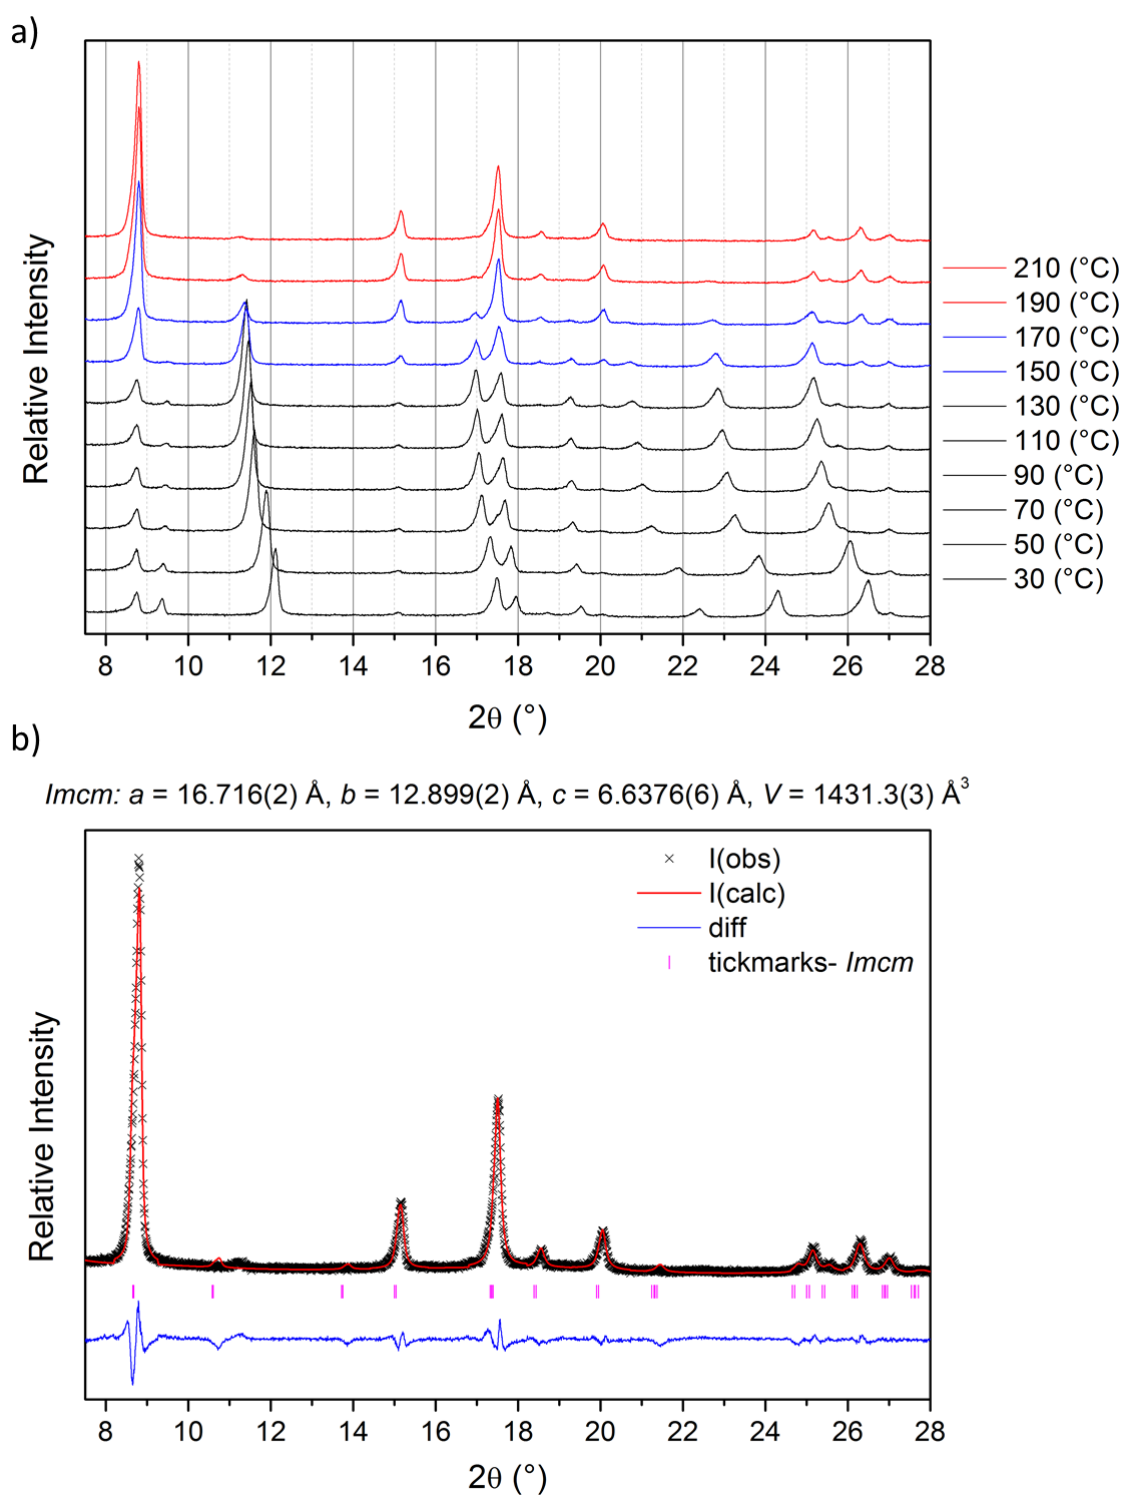 a)
Relative Intensity
210 (°C)
190 (°C)
170 (°C)
150 (°C)
130 (°C)
110 (°C)
90 (°C)
70 (°C)
50 (°C)
30 (°C)
8 10 12 14 16 18 20 22 24 26 28
2θ (°)
b)
Imcm: a = 16.716(2) Å, b = 12.899(2) Å, c = 6.6376(6) Å, V = 1431.3(3) Å³
Relative Intensity
I(obs)
I(calc)
diff
tickmarks- Imcm
8 10 12 14 16 18 20 22 24 26 28
2θ (°)